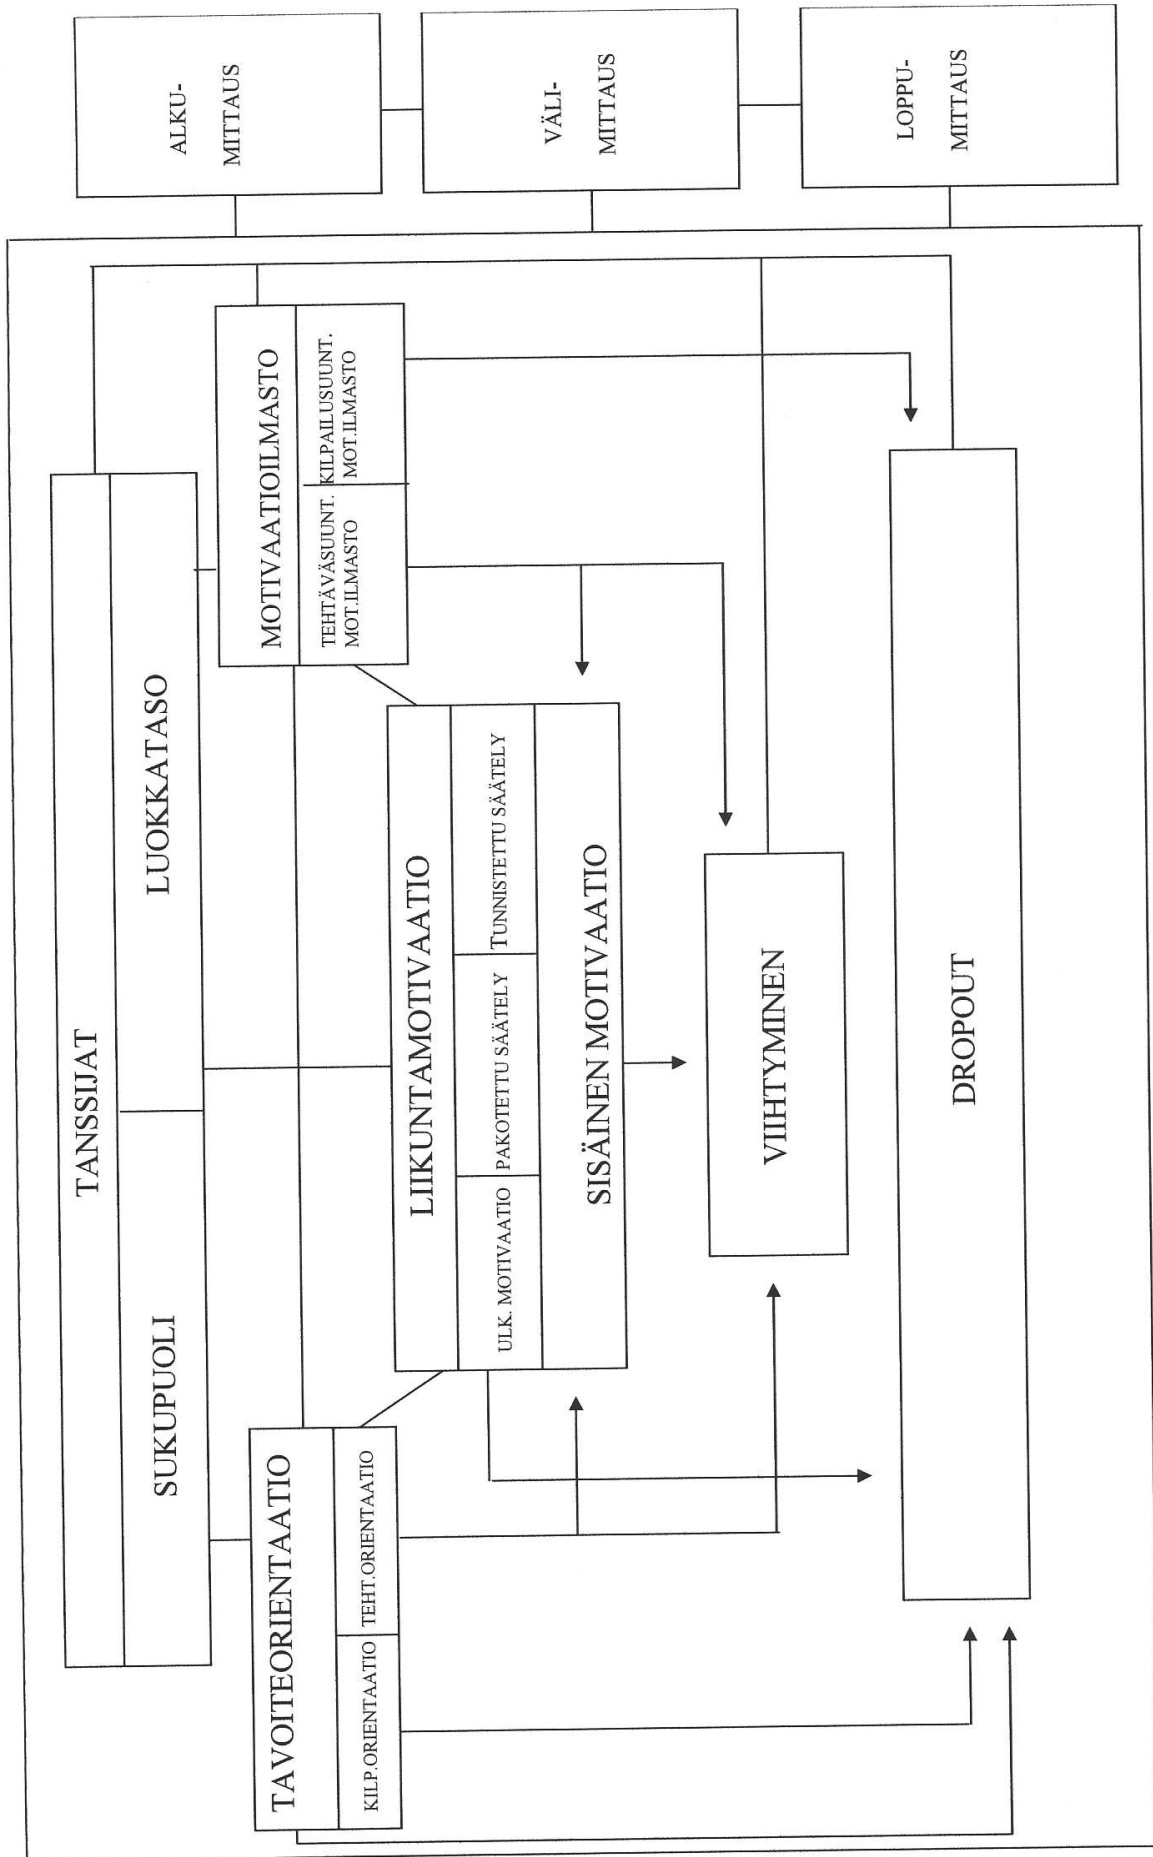 TANSSIJAT
SUKUPUOLI
LUOKKATASO
TAVOITEORIENTAATIO
KILP.ORIENTAATIO
TEHT.ORIENTAATIO
MOTIVAATIOILMASTO
TEHTÄVÄSUUNT.
MOT.ILMASTO
KILPAILUSUUNT.
MOT.ILMASTO
LIIKUNTAMOTIVAATIO
ULK. MOTIVAATIO
PAKOTETTU SÄÄTELY
TUNNISTETTU SÄÄTELY
SISÄINEN MOTIVAATIO
VIIHTYMINEN
DROPOUT
ALKU-
MITTAUS
VÄLI-
MITTAUS
LOPPU-
MITTAUS